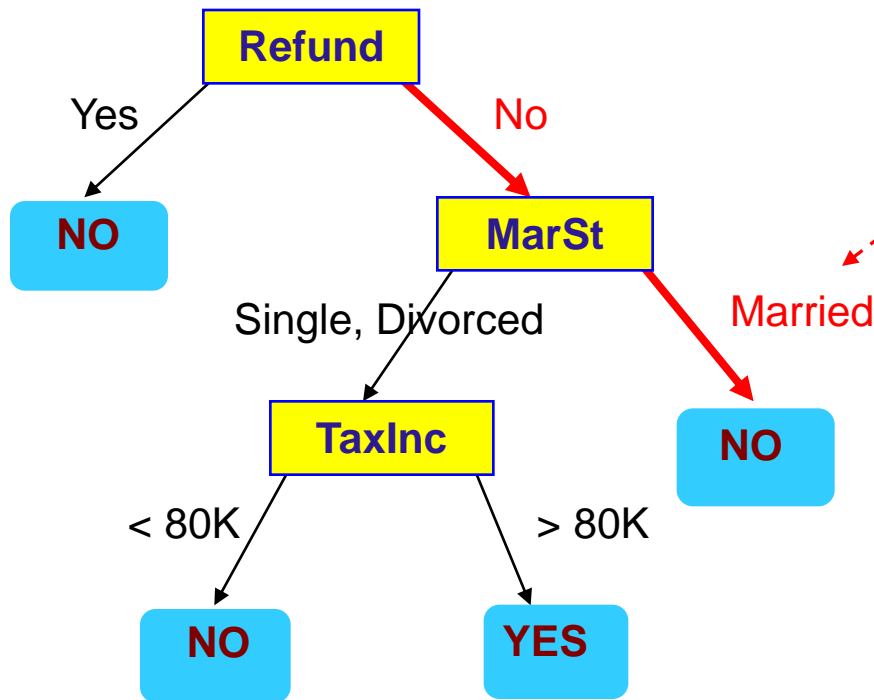 Refund
Yes
No
NO
MarSt
Single, Divorced
Married
TaxInc
NO
< 80K
> 80K
NO
YES